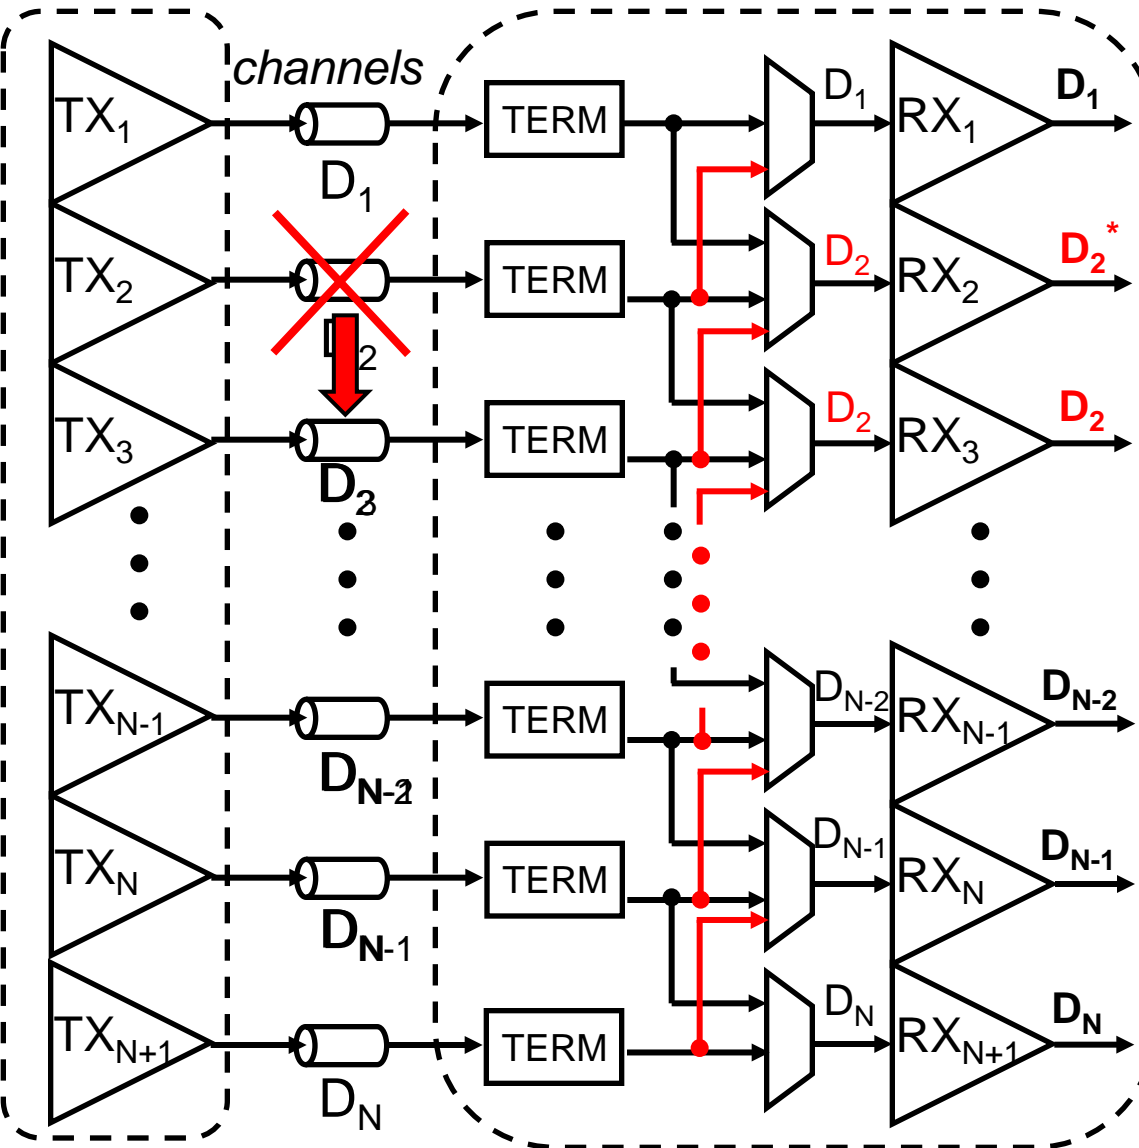 channels
TX1 TERM D1 RX1 D1
D1
TX2 TERM D2 RX2 D2*
2
TX3 TERM D2 RX3 D2
D
TXN-1 TERM DN-2 RXN-1 DN-2
DN-
TXN TERM DN-1 RXN DN-1
DN-1
TXN+1 TERM DN RXN+1 DN
DN